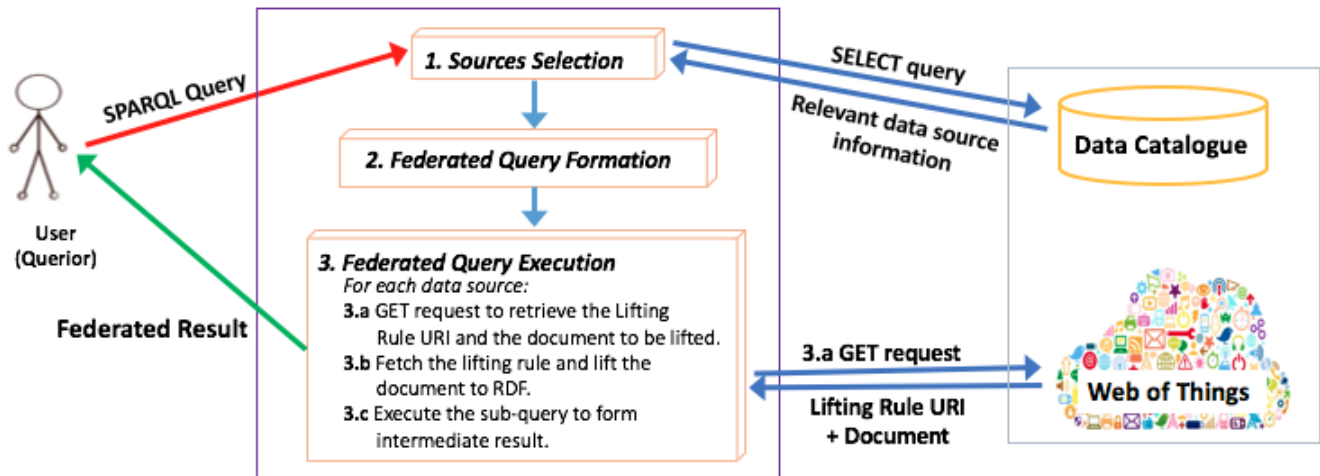 1. Sources Selection
SPARQL Query
SELECT query
Relevant data source
information
Data Catalogue
2. Federated Query Formation
User
(Querior)
3. Federated Query Execution
For each data source:
3.a GET request to retrieve the Lifting
Rule URI and the document to be lifted.
3.b Fetch the lifting rule and lift the
document to RDF.
3.c Execute the sub-query to form
intermediate result.
Federated Result
3.a GET request
Lifting Rule URI
+ Document
Web of Things